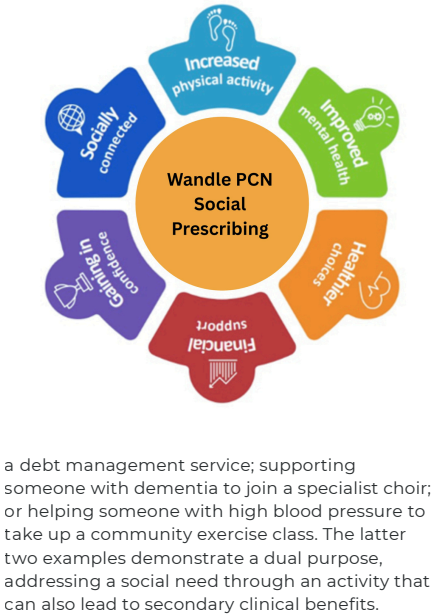 Increased
physical activity
Improved
mental health
Healthier
choices
Financial
support
Gaining in
confidence
Socially
connected
Wandle PCN
Social
Prescribing
a debt management service; supporting
someone with dementia to join a specialist choir;
or helping someone with high blood pressure to
take up a community exercise class. The latter
two examples demonstrate a dual purpose,
addressing a social need through an activity that
can also lead to secondary clinical benefits.